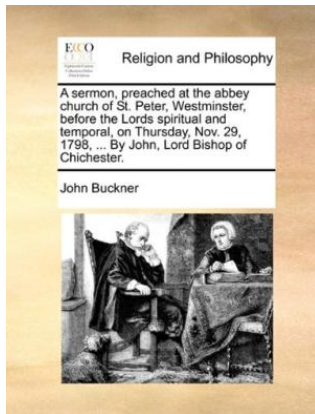 ECCO
Religion and Philosophy
A sermon, preached at the abbey
church of St. Peter, Westminster,
before the Lords spiritual and
temporal, on Thursday, Nov. 29,
1798, ... By John, Lord Bishop of
Chichester.
John Buckner